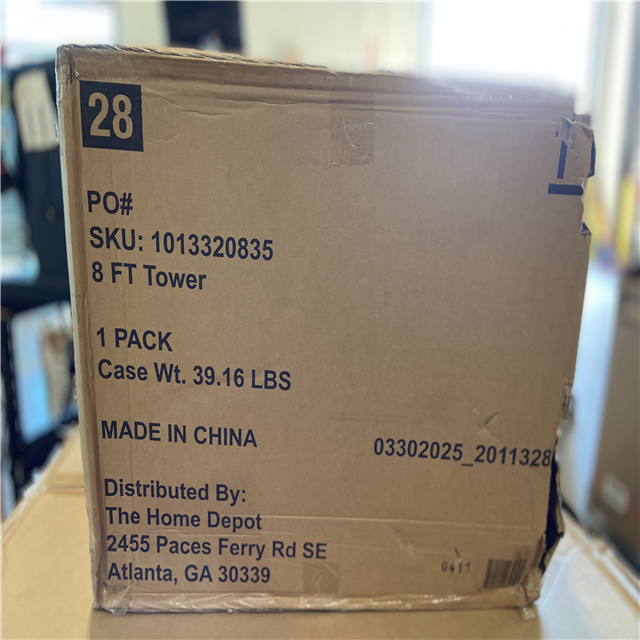 28
PO#
SKU: 1013320835
8 FT Tower
1 PACK
Case Wt. 39.16 LBS
MADE IN CHINA
03302025_2011328
Distributed By:
The Home Depot
2455 Paces Ferry Rd SE
Atlanta, GA 30339
0411